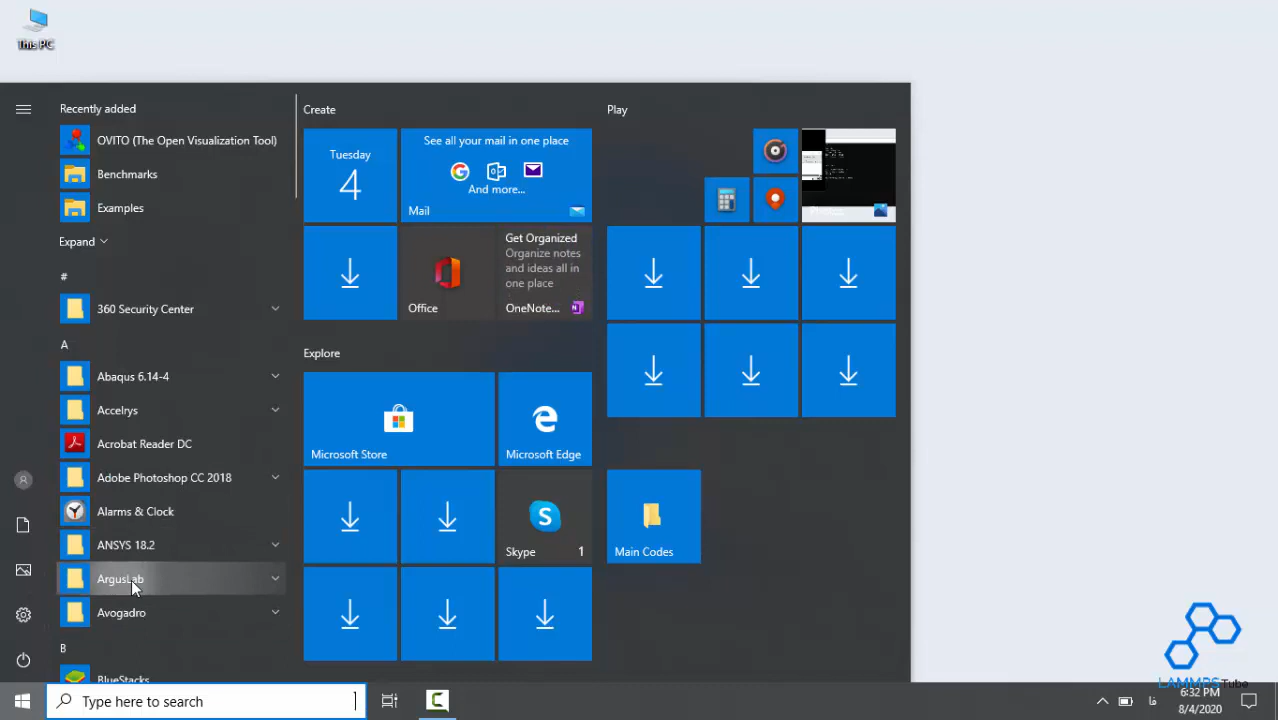 This PC
Recently added
OVITO (The Open Visualization Tool)
Benchmarks
Examples
Expand
#
360 Security Center
A
Abaqus 6.14-4
Accelrys
Acrobat Reader DC
Adobe Photoshop CC 2018
Alarms & Clock
ANSYS 18.2
ArgusLab
Avogadro
B
BlueStacks
Create
Tuesday
4
See all your mail in one place
And more...
Mail
Office
Get Organized
Organize notes
and ideas all in
one place
OneNote...
Explore
Microsoft Store
Microsoft Edge
Skype 1
Play
Main Codes
LAMMPSTube
Type here to search
فا
6:32 PM
8/4/2020